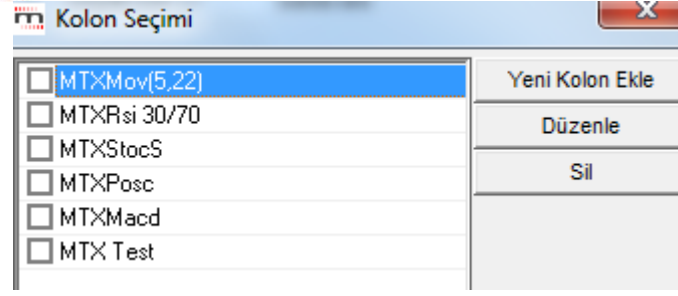 Kolon Seçimi
MTXMov(5,22)
MTXRsi 30/70
MTXStocS
MTXPosc
MTXMacd
MTX Test
Yeni Kolon Ekle
Düzenle
Sil